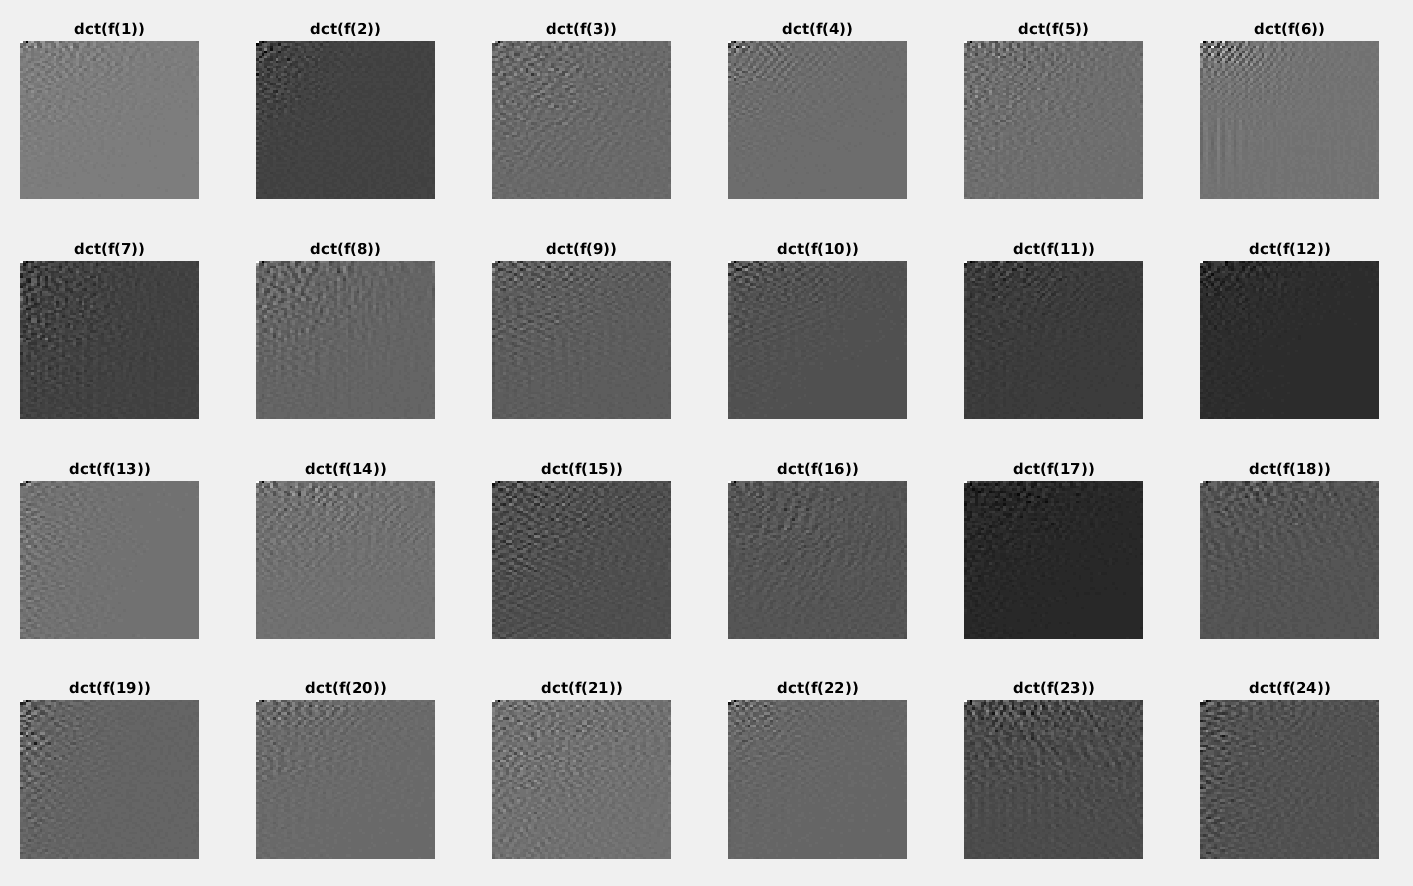 dct(f(1)) dct(f(2)) dct(f(3)) dct(f(4)) dct(f(5)) dct(f(6))
dct(f(7)) dct(f(8)) dct(f(9)) dct(f(10)) dct(f(11)) dct(f(12))
dct(f(13)) dct(f(14)) dct(f(15)) dct(f(16)) dct(f(17)) dct(f(18))
dct(f(19)) dct(f(20)) dct(f(21)) dct(f(22)) dct(f(23)) dct(f(24))